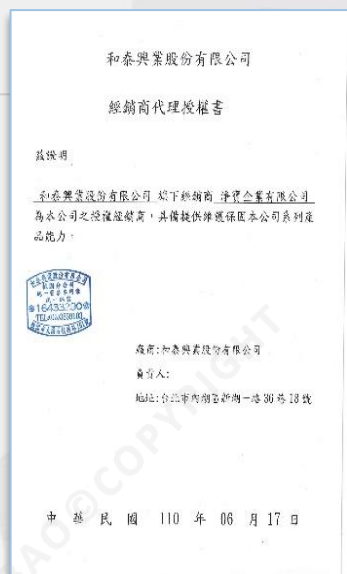 和泰興業股份有限公司
經銷商代理授權書
茲證明
和泰興業股份有限公司 旗下經銷商 淨寶企業有限公司
為本公司之授權經銷商，具備提供維護保固本公司系列產
品能力。
16433200
廠商:和泰興業股份有限公司
負責人:
地址:台北市內湖區新湖一路36巷18號
中 華 民 國 110 年 06 月 17 日
COPYRIGHT